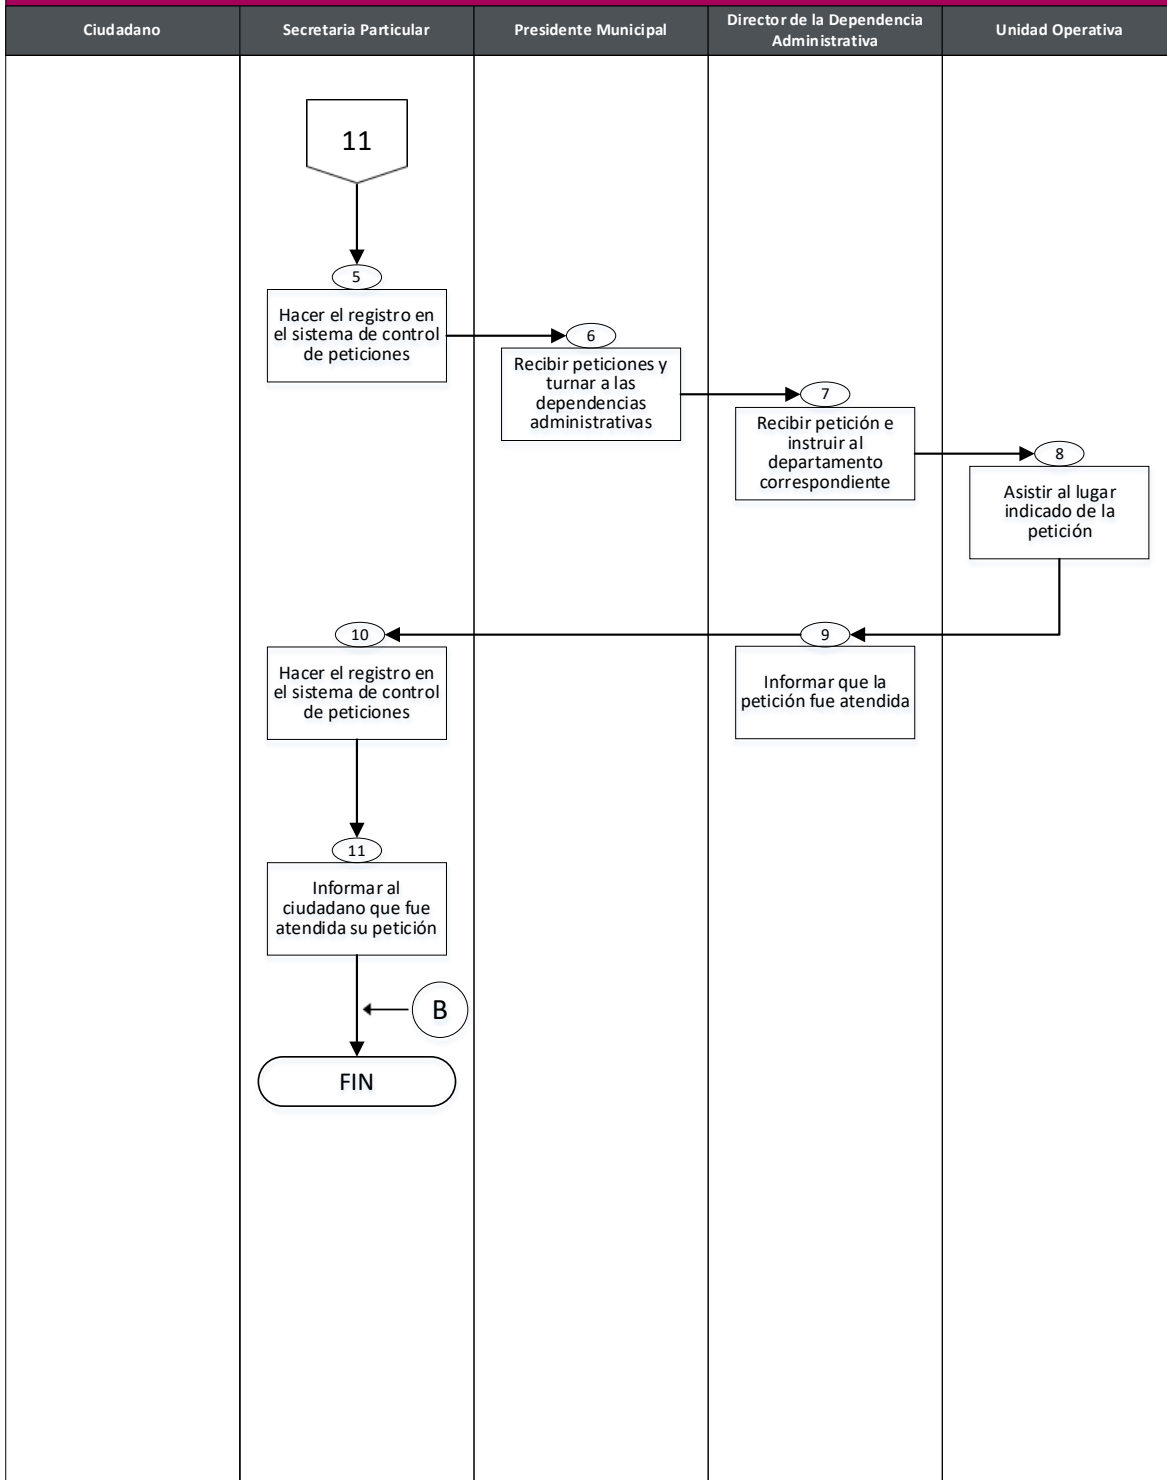 Ciudadano
Secretaria Particular
Presidente Municipal
Director de la Dependencia
Administrativa
Unidad Operativa
11
5
Hacer el registro en
el sistema de control
de peticiones
6
Recibir peticiones y
turnar a las
dependencias
administrativas
7
Recibir petición e
instruir al
departamento
correspondiente
8
Asistir al lugar
indicado de la
petición
9
Informar que la
petición fue atendida
10
Hacer el registro en
el sistema de control
de peticiones
11
Informar al
ciudadano que fue
atendida su petición
B
FIN